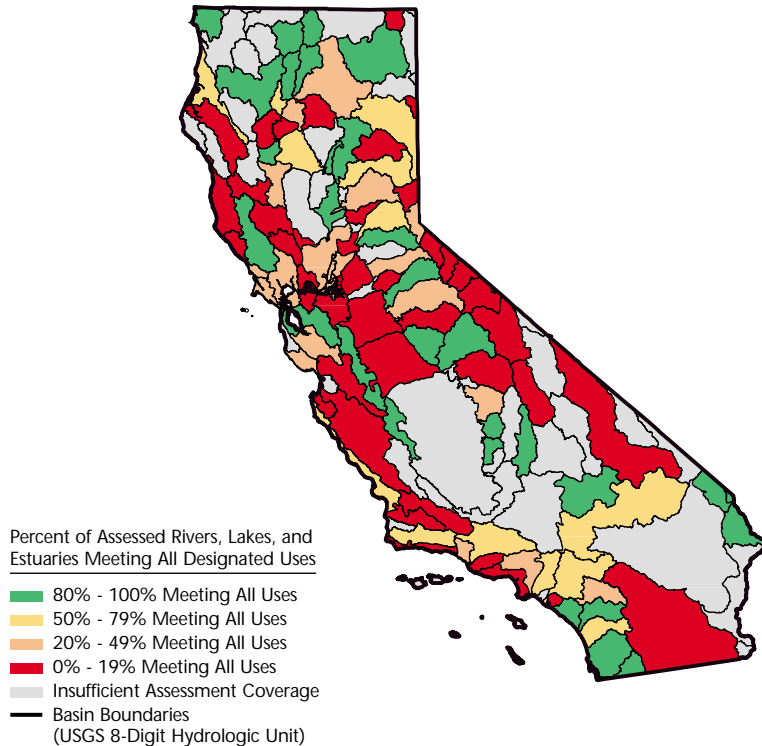 Percent of Assessed Rivers, Lakes, and
Estuaries Meeting All Designated Uses
80% - 100% Meeting All Uses
50% - 79% Meeting All Uses
20% - 49% Meeting All Uses
0% - 19% Meeting All Uses
Insufficient Assessment Coverage
Basin Boundaries
(USGS 8-Digit Hydrologic Unit)